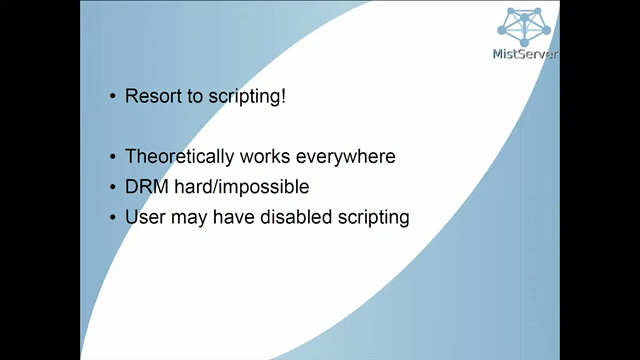 MistServer
• Resort to scripting!
• Theoretically works everywhere
• DRM hard/impossible
• User may have disabled scripting